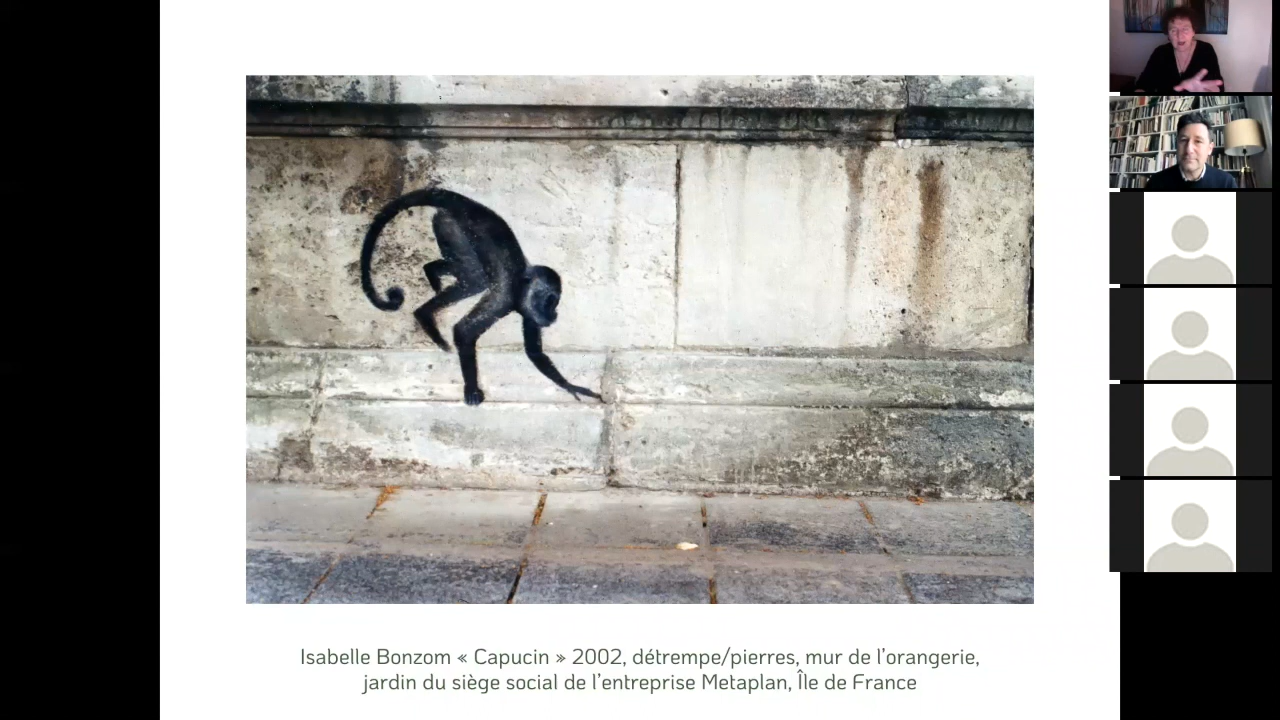 Isabelle Bonzom « Capucin » 2002, détrempe/pierres, mur de l’orangerie,
jardin du siège social de l’entreprise Metaplan, Île de France